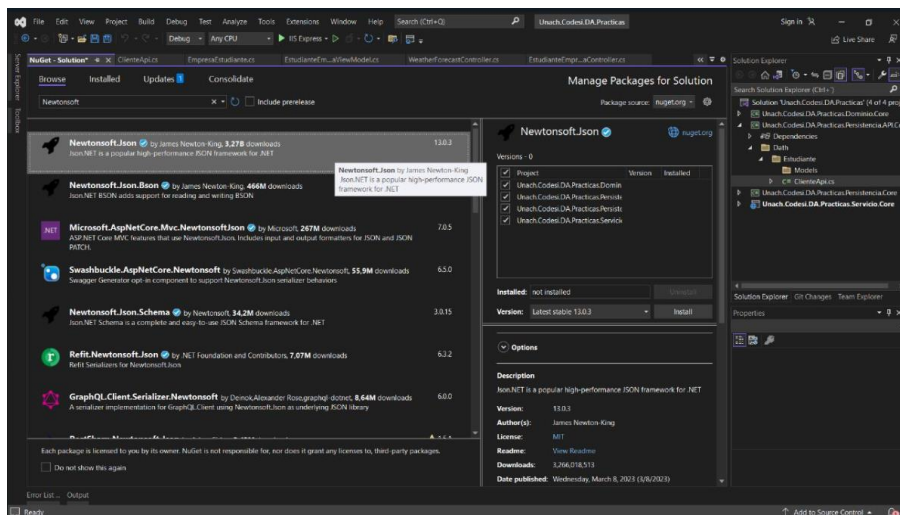 File Edit View Project Build Debug Test Analyze Tools Extensions Window Help Search (Ctrl+Q) Unach.Codesi.DA.Practicas Sign in
Debug Any CPU IIS Express Live Share
NuGet - Solution* ClienteApi.cs EmpresaEstudiante.cs EstudianteEm...aViewModel.cs WeatherForecastController.cs EstudianteEmpr...aController.cs Solution Explorer
Server Explorer
Toolbox
Browse Installed Updates 1 Consolidate Manage Packages for Solution
Newtonsoft Include prerelease Package source: nuget.org
Newtonsoft.Json by James Newton-King, 3,27B downloads 13.0.3
Json.NET is a popular high-performance JSON framework for .NET
Newtonsoft.Json by James Newton-King, 3,27B downloads
Json.NET is a popular high-performance JSON
framework for .NET
Newtonsoft.Json.Bson by James Newton-King, 466M downloads
Json.NET BSON adds support for reading and writing BSON
.NET
Microsoft.AspNetCore.Mvc.NewtonsoftJson by Microsoft, 267M downloads 7.0.5
ASP.NET Core MVC features that use Newtonsoft.Json. Includes input and output formatters for JSON and JSON
PATCH.
Swashbuckle.AspNetCore.Newtonsoft by Swashbuckle.AspNetCore.Newtonsoft, 55,9M downloads 6.5.0
Swagger Generator opt-in component to support Newtonsoft.Json serializer behaviors
Newtonsoft.Json.Schema by Newtonsoft, 34,2M downloads 3.0.15
Json.NET Schema is a complete and easy-to-use JSON Schema framework for .NET
Refit.Newtonsoft.Json by .NET Foundation and Contributors, 7,07M downloads 6.3.2
Refit Serializers for Newtonsoft.Json
GraphQL.Client.Serializer.Newtonsoft by Deinok,Alexander Rose,graphql-dotnet, 8,64M downloads 6.0.0
A serializer implementation for GraphQL.Client using Newtonsoft.Json as underlying JSON library
Each package is licensed to you by its owner. NuGet is not responsible for, nor does it grant any licenses to, third-party packages.
Do not show this again
Newtonsoft.Json nuget.org
Versions - 0
Project Version Installed
Unach.Codesi.DA.Practicas.Domin
Unach.Codesi.DA.Practicas.Persiste
Unach.Codesi.DA.Practicas.Persiste
Unach.Codesi.DA.Practicas.Servicio
Installed: not installed Uninstall
Version: Latest stable 13.0.3 Install
Options
Description
Json.NET is a popular high-performance JSON framework for .NET
Version: 13.0.3
Author(s): James Newton-King
License: MIT
Readme: View Readme
Downloads: 3,266,018,513
Date published: Wednesday, March 8, 2023 (3/8/2023)
Search Solution Explorer (Ctrl+')
Solution 'Unach.Codesi.DA.Practicas' (4 of 4 proj
Unach.Codesi.DA.Practicas.Dominio.Core
Unach.Codesi.DA.Practicas.Persistencia.API.Co
Dependencies
Oath
Estudiante
Models
C# ClienteApi.cs
Unach.Codesi.DA.Practicas.Persistencia.Core
Unach.Codesi.DA.Practicas.Servicio.Core
Solution Explorer Git Changes Team Explorer
Properties
Error List ... Output
Ready Add to Source Control